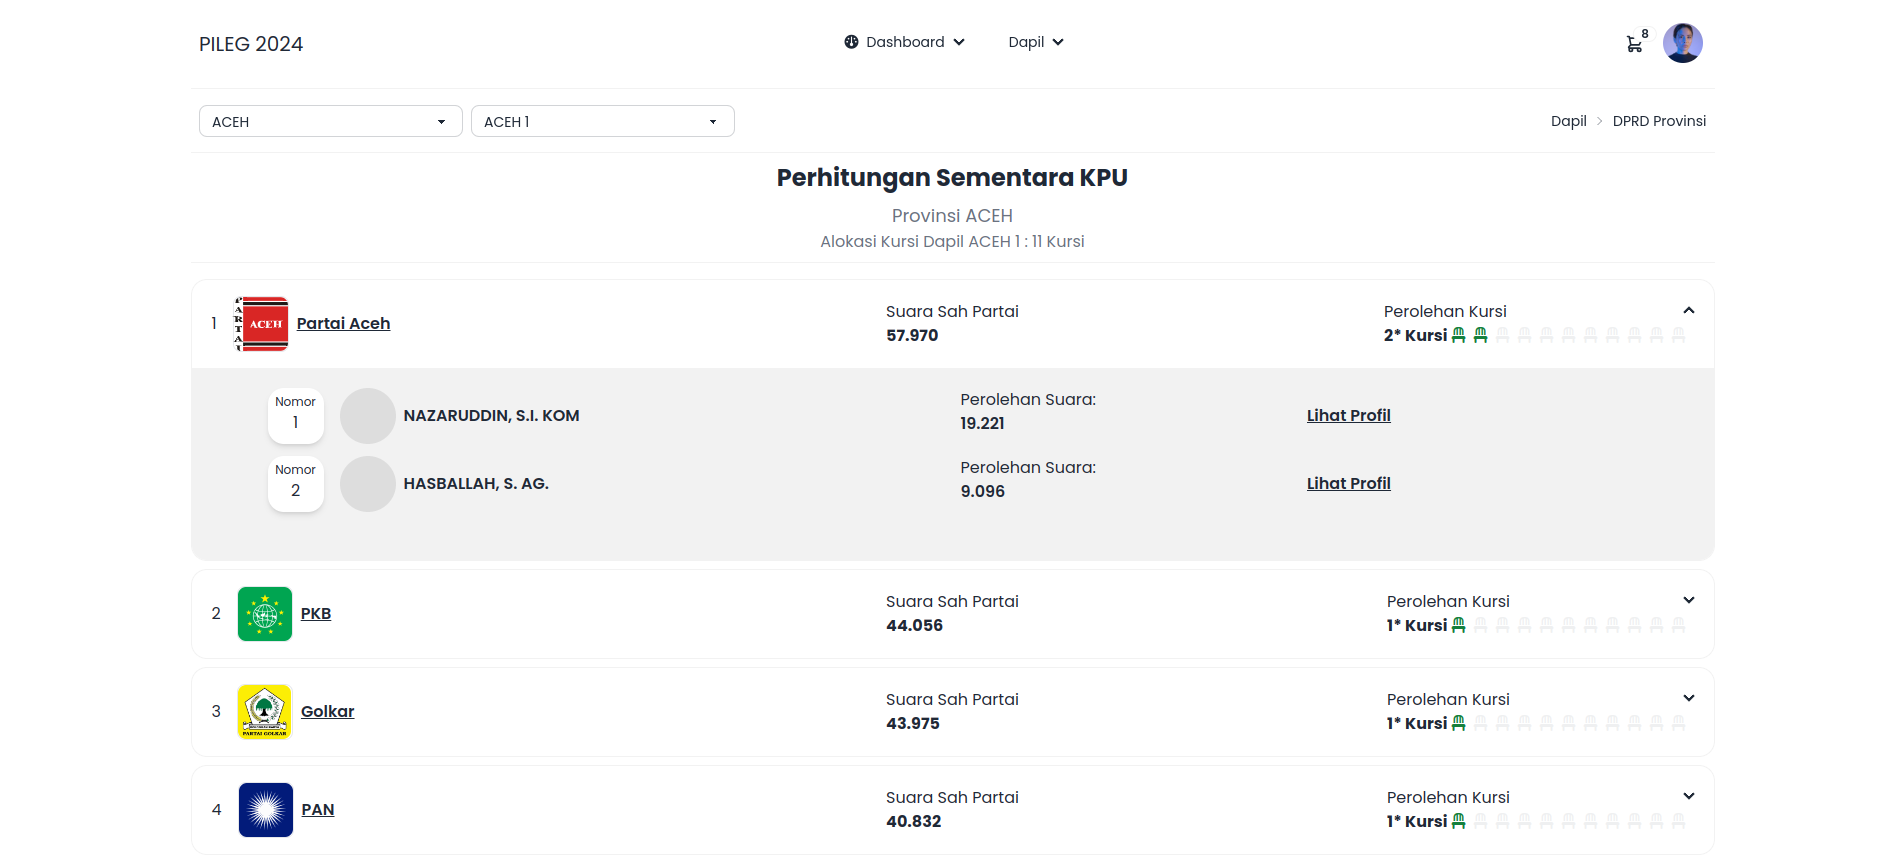 PILEG 2024
Dashboard
Dapil
8
ACEH
ACEH 1
Dapil > DPRD Provinsi
Perhitungan Sementara KPU
Provinsi ACEH
Alokasi Kursi Dapil ACEH 1 : 11 Kursi
1
PARTAI
ACEH
Partai Aceh
Suara Sah Partai
57.970
Perolehan Kursi
2* Kursi
Nomor
1
NAZARUDDIN, S.I. KOM
Perolehan Suara:
19.221
Lihat Profil
Nomor
2
HASBALLAH, S. AG.
Perolehan Suara:
9.096
Lihat Profil
2
PKB
Suara Sah Partai
44.056
Perolehan Kursi
1* Kursi
3
PARTAI GOLKAR
Golkar
Suara Sah Partai
43.975
Perolehan Kursi
1* Kursi
4
PAN
Suara Sah Partai
40.832
Perolehan Kursi
1* Kursi